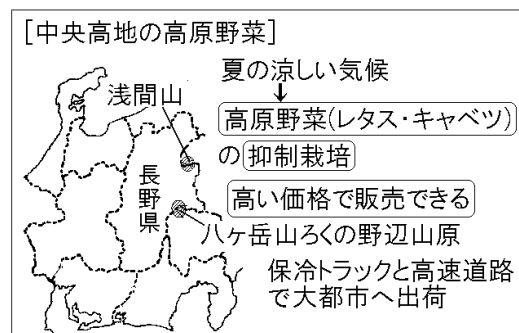 [中央高地の高原野菜]
浅間山
夏の涼しい気候
↓
高原野菜(レタス・キャベツ)
の抑制栽培
長野県
高い価格で販売できる
八ヶ岳山ろくの野辺山原
保冷トラックと高速道路
で大都市へ出荷